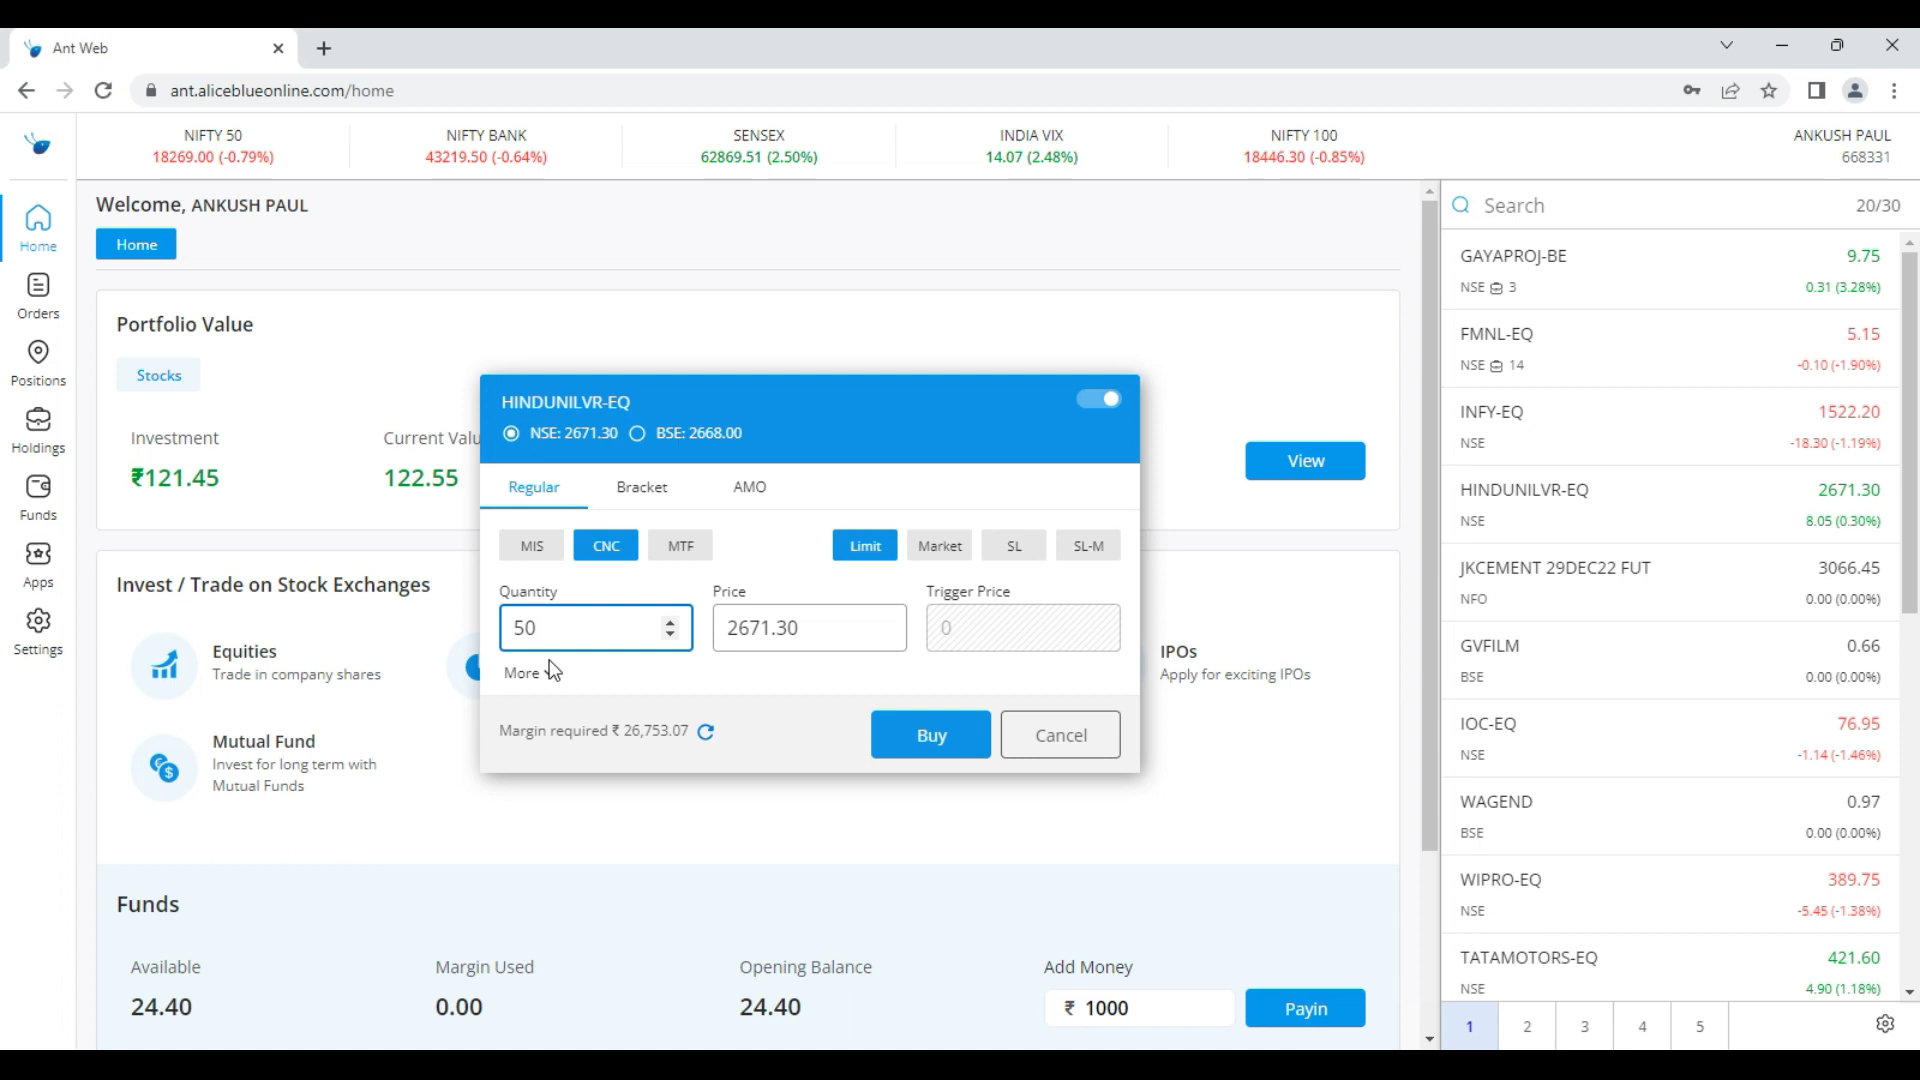 Ant Web
ant.aliceblueonline.com/home
NIFTY 50
18269.00 (-0.79%)
NIFTY BANK
43219.50 (-0.64%)
SENSEX
62869.51 (2.50%)
INDIA VIX
14.07 (2.48%)
NIFTY 100
18446.30 (-0.85%)
ANKUSH PAUL
668331
Home
Orders
Positions
Holdings
Funds
Apps
Settings
Welcome, ANKUSH PAUL
Home
Portfolio Value
Stocks
Investment
₹121.45
Current Valu
122.55
View
Invest / Trade on Stock Exchanges
Equities
Trade in company shares
IPOs
Apply for exciting IPOs
Mutual Fund
Invest for long term with
Mutual Funds
HINDUNILVR-EQ
NSE: 2671.30 BSE: 2668.00
Regular Bracket AMO
MIS CNC MTF Limit Market SL SL-M
Quantity Price Trigger Price
50 2671.30 0
More
Margin required ₹ 26,753.07
Buy Cancel
Funds
Available Margin Used Opening Balance Add Money
24.40 0.00 24.40 ₹ 1000 Payin
Search 20/30
GAYAPROJ-BE 9.75
NSE 3 0.31 (3.28%)
FMNL-EQ 5.15
NSE 14 -0.10 (-1.90%)
INFY-EQ 1522.20
NSE -18.30 (-1.19%)
HINDUNILVR-EQ 2671.30
NSE 8.05 (0.30%)
JKCEMENT 29DEC22 FUT 3066.45
NFO 0.00 (0.00%)
GVFILM 0.66
BSE 0.00 (0.00%)
IOC-EQ 76.95
NSE -1.14 (-1.46%)
WAGEND 0.97
BSE 0.00 (0.00%)
WIPRO-EQ 389.75
NSE -5.45 (-1.38%)
TATAMOTORS-EQ 421.60
NSE 4.90 (1.18%)
1 2 3 4 5